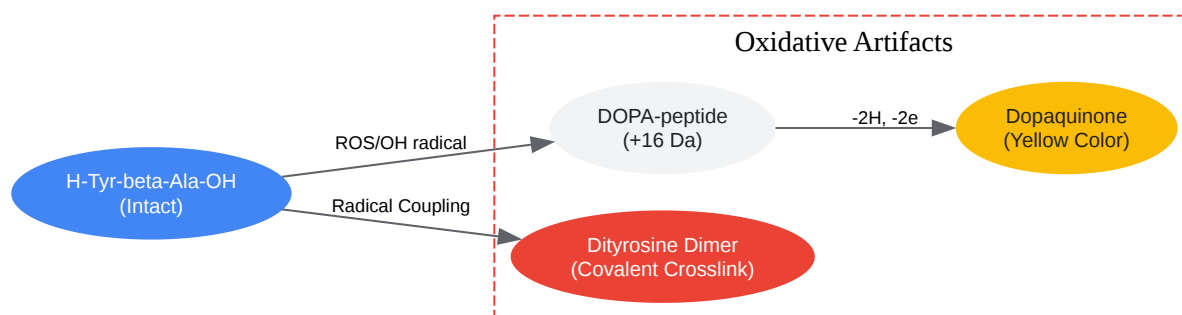 Oxidative Artifacts
DOPA-peptide
(+16 Da)
-2H, -2e
Dopaquinone
(Yellow Color)
ROS/OH radical
H-Tyr-beta-Ala-OH
(Intact)
Radical Coupling
Dityrosine Dimer
(Covalent Crosslink)